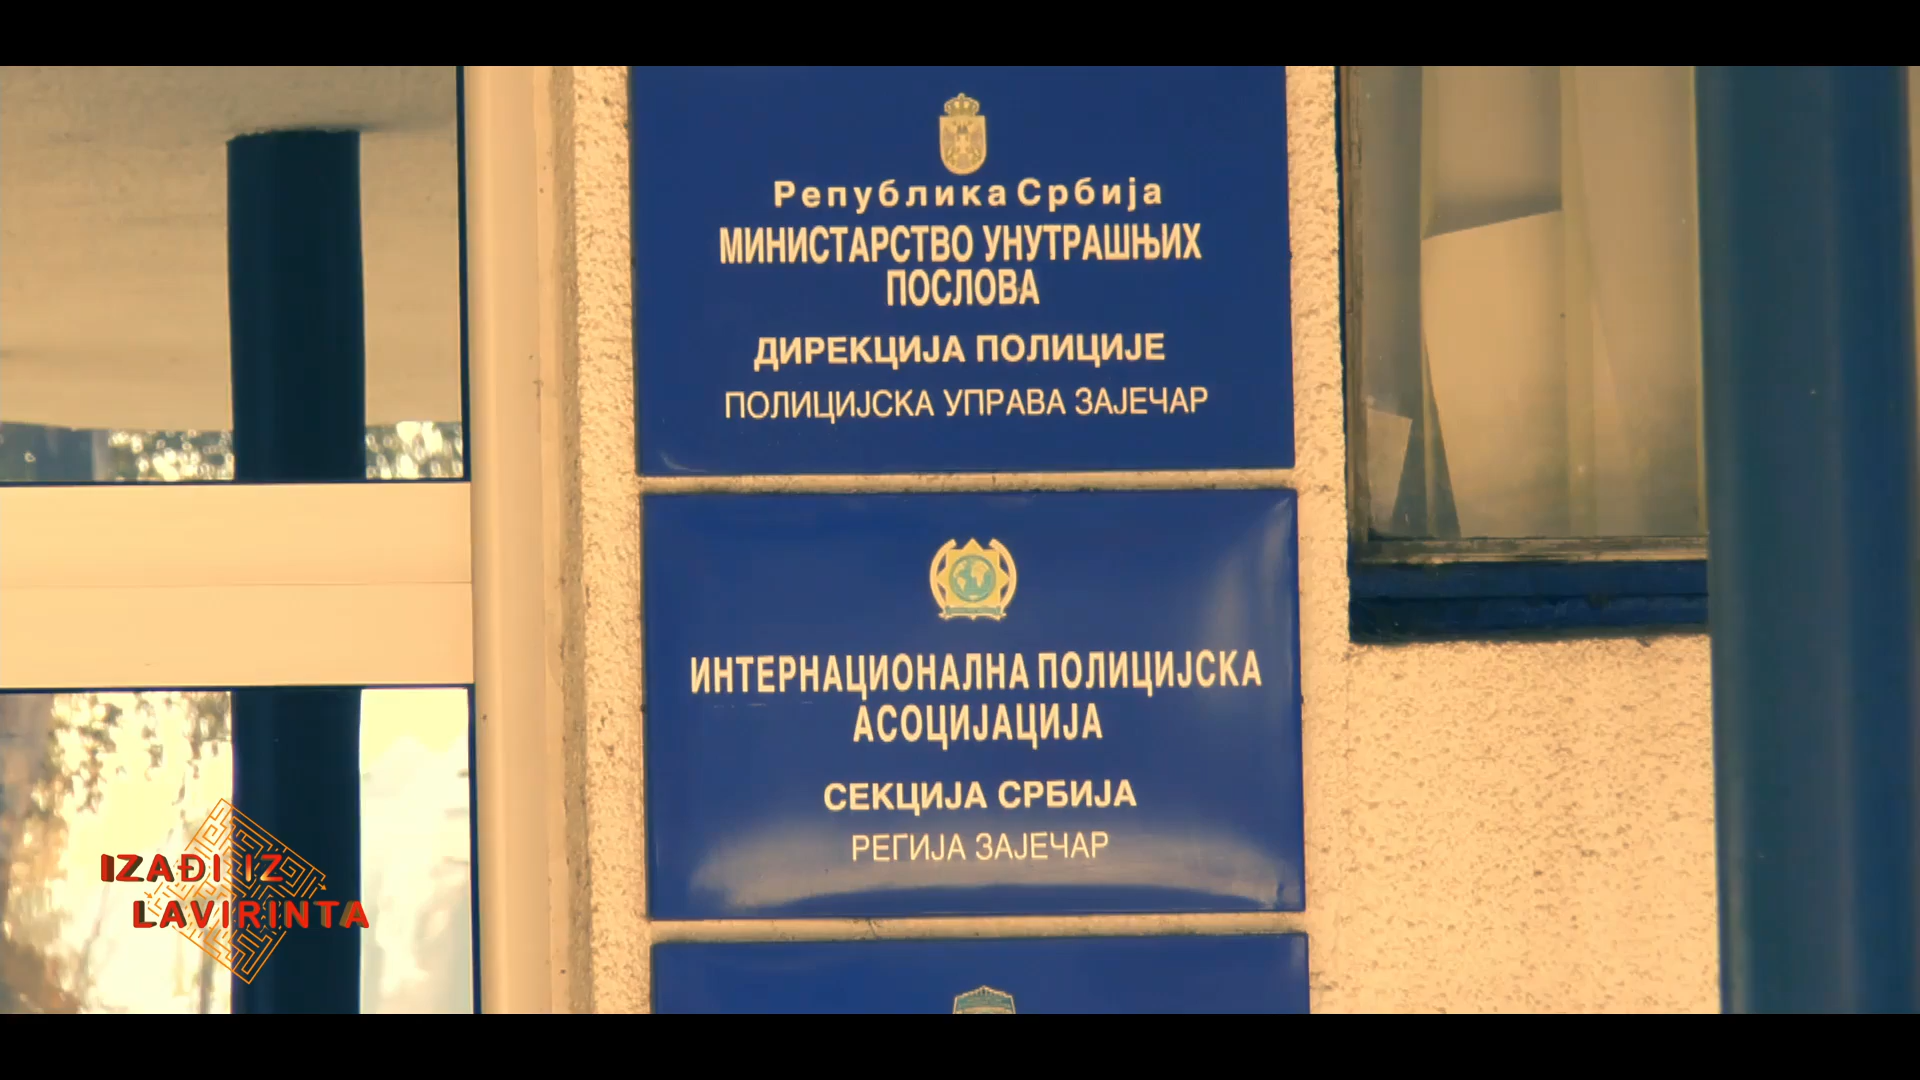 Република Србија
МИНИСТАРСТВО УНУТРАШЊИХ
ПОСЛОВА
ДИРЕКЦИЈА ПОЛИЦИЈЕ
ПОЛИЦИЈСКА УПРАВА ЗАЈЕЧАР
ИНТЕРНАЦИОНАЛНА ПОЛИЦИЈСКА
АСОЦИЈАЦИЈА
СЕКЦИЈА СРБИЈА
РЕГИЈА ЗАЈЕЧАР
IZAĐI IZ
LAVIRINTA